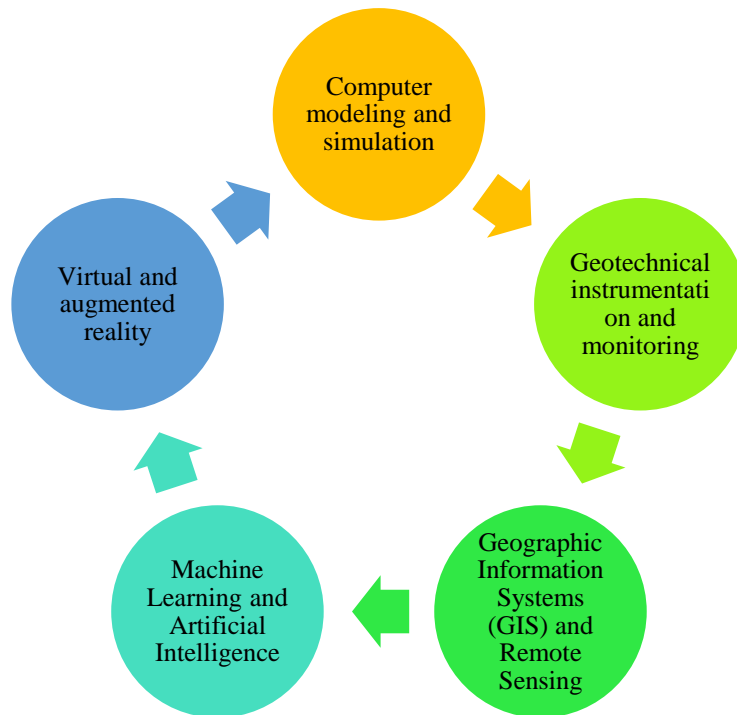 Computer
modeling and
simulation
Geotechnical
instrumentati
on and
monitoring
Geographic
Information
Systems
(GIS) and
Remote
Sensing
Machine
Learning and
Artificial
Intelligence
Virtual and
augmented
reality